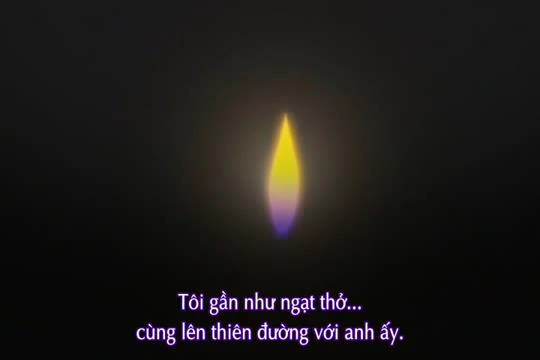 Tôi gần như ngạt thở...
cùng lên thiên đường với anh ấy.